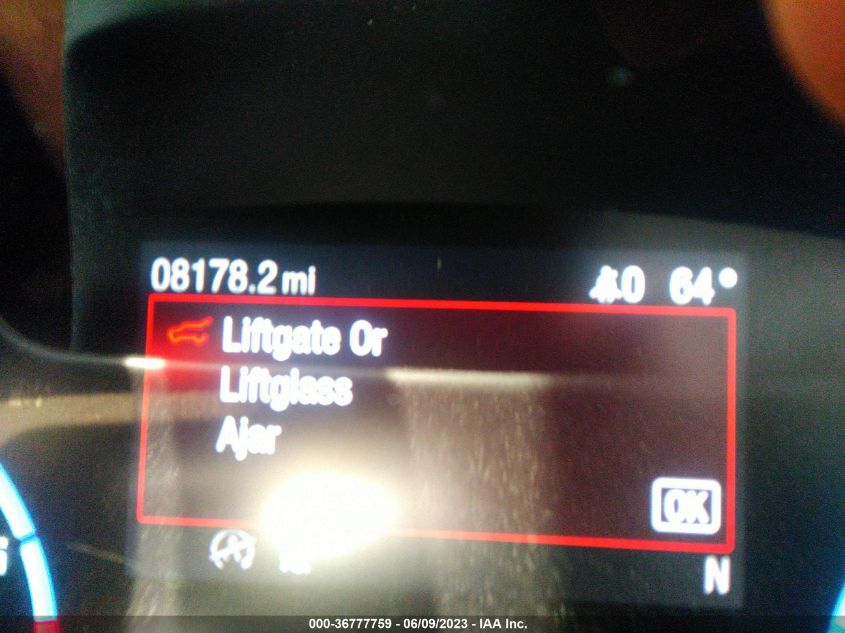 08178.2 mi
0 64°
Liftgate Or
Liftglass
Ajar
OK
N
000-36777759 - 06/09/2023 - IAA Inc.